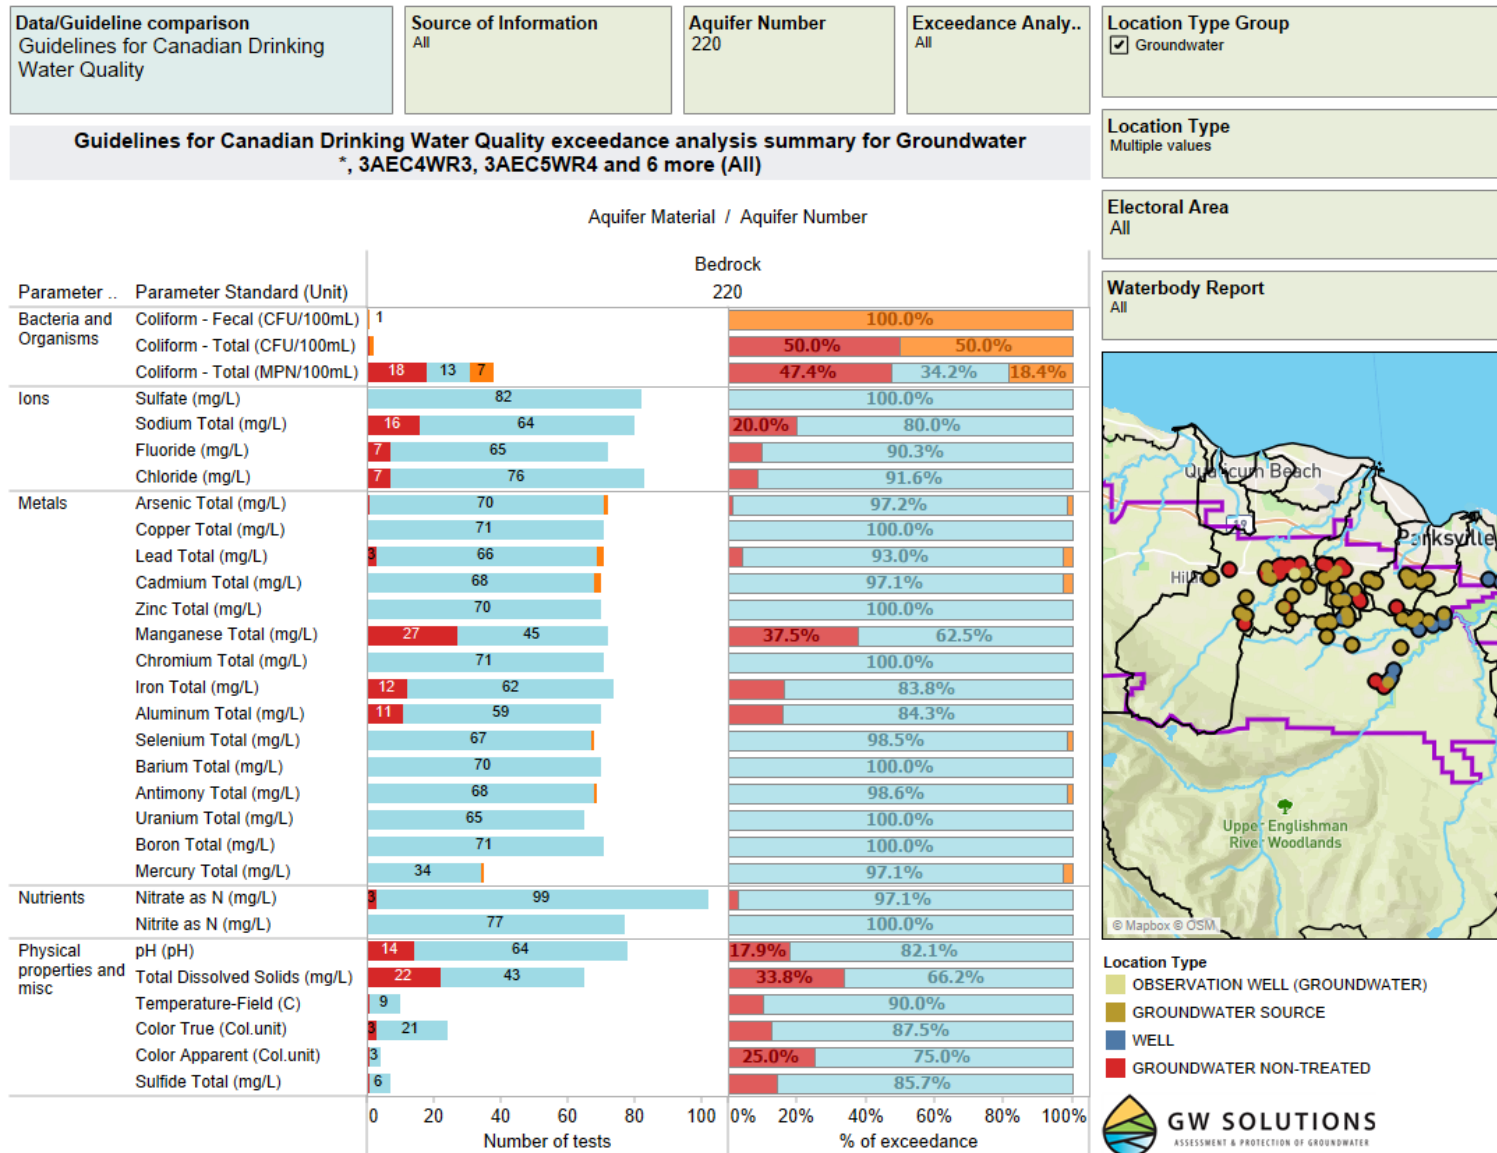 Data/Guideline comparison
Guidelines for Canadian Drinking
Water Quality
Source of Information
All
Aquifer Number
220
Exceedance Analy..
All
Location Type Group
Groundwater
Location Type
Multiple values
Electoral Area
All
Waterbody Report
All
Guidelines for Canadian Drinking Water Quality exceedance analysis summary for Groundwater
*, 3AEC4WR3, 3AEC5WR4 and 6 more (All)
Aquifer Material / Aquifer Number
Bedrock
Parameter .. Parameter Standard (Unit) 220
Bacteria and
Organisms
Coliform - Fecal (CFU/100mL) 1 100.0%
Coliform - Total (CFU/100mL) 50.0% 50.0%
Coliform - Total (MPN/100mL) 18 13 7 47.4% 34.2% 18.4%
Ions Sulfate (mg/L) 82 100.0%
Sodium Total (mg/L) 16 64 20.0% 80.0%
Fluoride (mg/L) 7 65 90.3%
Chloride (mg/L) 7 76 91.6%
Metals Arsenic Total (mg/L) 70 97.2%
Copper Total (mg/L) 71 100.0%
Lead Total (mg/L) 3 66 93.0%
Cadmium Total (mg/L) 68 97.1%
Zinc Total (mg/L) 70 100.0%
Manganese Total (mg/L) 27 45 37.5% 62.5%
Chromium Total (mg/L) 71 100.0%
Iron Total (mg/L) 12 62 83.8%
Aluminum Total (mg/L) 11 59 84.3%
Selenium Total (mg/L) 67 98.5%
Barium Total (mg/L) 70 100.0%
Antimony Total (mg/L) 68 98.6%
Uranium Total (mg/L) 65 100.0%
Boron Total (mg/L) 71 100.0%
Mercury Total (mg/L) 34 97.1%
Nutrients Nitrate as N (mg/L) 3 99 97.1%
Nitrite as N (mg/L) 77 100.0%
Physical
properties and
misc
pH (pH) 14 64 17.9% 82.1%
Total Dissolved Solids (mg/L) 22 43 33.8% 66.2%
Temperature-Field (C) 9 90.0%
Color True (Col.unit) 3 21 87.5%
Color Apparent (Col.unit) 3 25.0% 75.0%
Sulfide Total (mg/L) 6 85.7%
0 20 40 60 80 100 0% 20% 40% 60% 80% 100%
Number of tests % of exceedance
Qualicum Beach
19
Parksville
Upper Englishman
River Woodlands
© Mapbox © OSM
Location Type
OBSERVATION WELL (GROUNDWATER)
GROUNDWATER SOURCE
WELL
GROUNDWATER NON-TREATED
GW SOLUTIONS
ASSESSMENT & PROTECTION OF GROUNDWATER